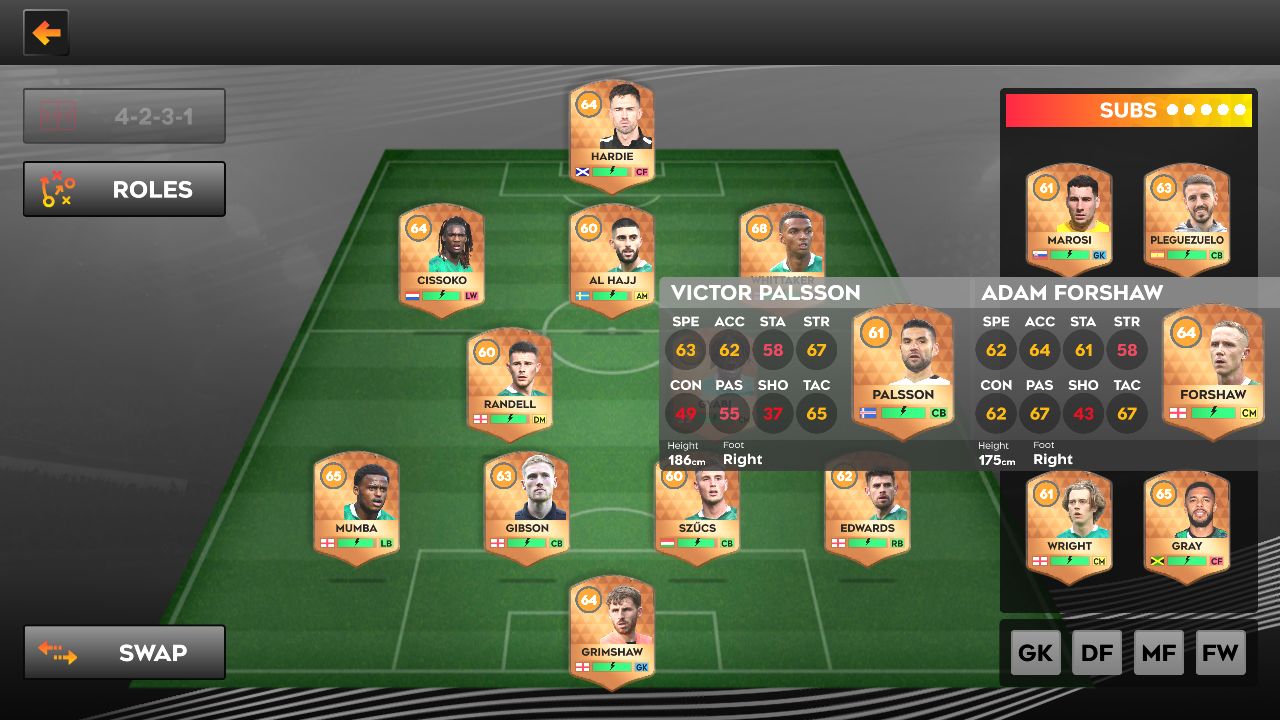 4-2-3-1
ROLES
SWAP
64
HARDIE
CF
64
CISSOKO
LW
60
AL HAJJ
AM
68
WHITTAKER
60
RANDELL
DM
GYABI
65
MUMBA
LB
63
GIBSON
CB
60
SZŰCS
CB
62
EDWARDS
RB
64
GRIMSHAW
GK
SUBS
61
MAROSI
GK
63
PLEGUEZUELO
CB
VICTOR PALSSON
SPE ACC STA STR
63 62 58 67
CON PAS SHO TAC
49 55 37 65
Height Foot
186cm Right
61
PALSSON
CB
ADAM FORSHAW
SPE ACC STA STR
62 64 61 58
CON PAS SHO TAC
62 67 43 67
Height Foot
175cm Right
64
FORSHAW
CM
61
WRIGHT
CM
65
GRAY
CF
GK DF MF FW